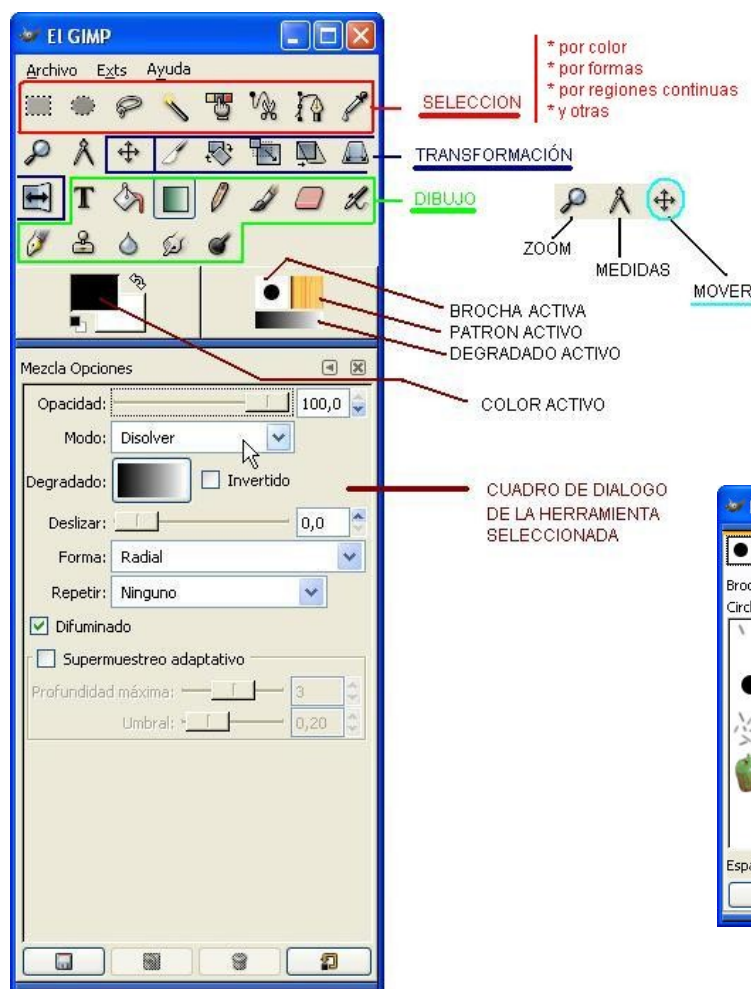 El GIMP
Archivo Exts Ayuda
SELECCION
* por color
* por formas
* por regiones continuas
* y otras
TRANSFORMACIÓN
T
DIBUJO
ZOOM
MEDIDAS
MOVER
BROCHA ACTIVA
PATRON ACTIVO
DEGRADADO ACTIVO
COLOR ACTIVO
Mezcla Opciones
Opacidad: 100,0
Modo: Disolver
Degradado: Invertido
Deslizar: 0,0
Forma: Radial
Repetir: Ninguno
Difuminado
Supermuestreo adaptativo
Profundidad máxima: 3
Umbral: 0,20
CUADRO DE DIALOGO
DE LA HERRAMIENTA
SELECCIONADA